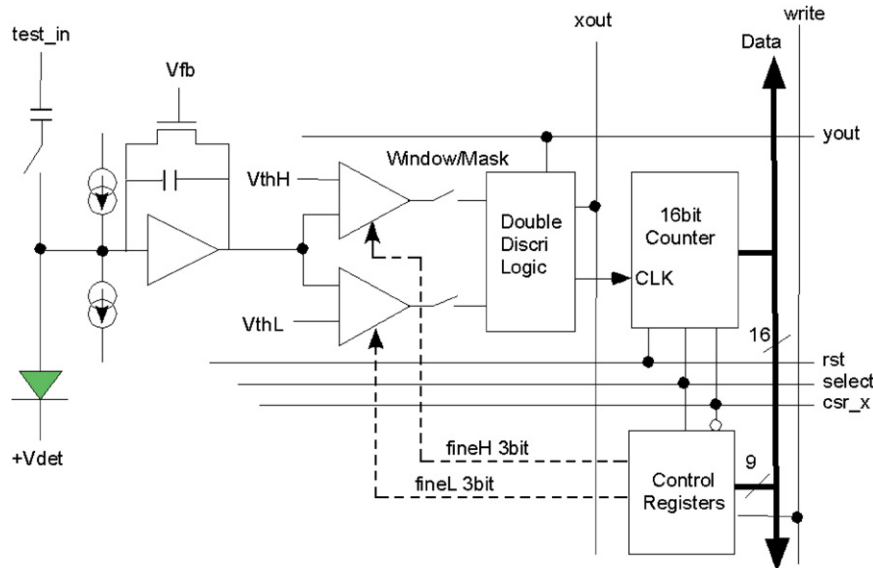 write
xout
test_in
Data
Vfb
yout
Window/Mask
VthH
Double
Discri
Logic
16bit
Counter
CLK
VthL
16
rst
select
csr_x
+Vdet
fineH 3bit
fineL 3bit
9
Control
Registers